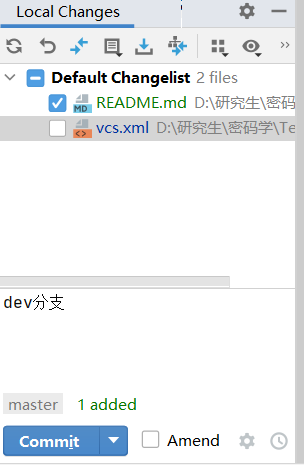 Local Changes
Default Changelist 2 files
README.md D:\研究生\密码
vcs.xml D:\研究生\密码学\Te
dev分支
master 1 added
Commit Amend